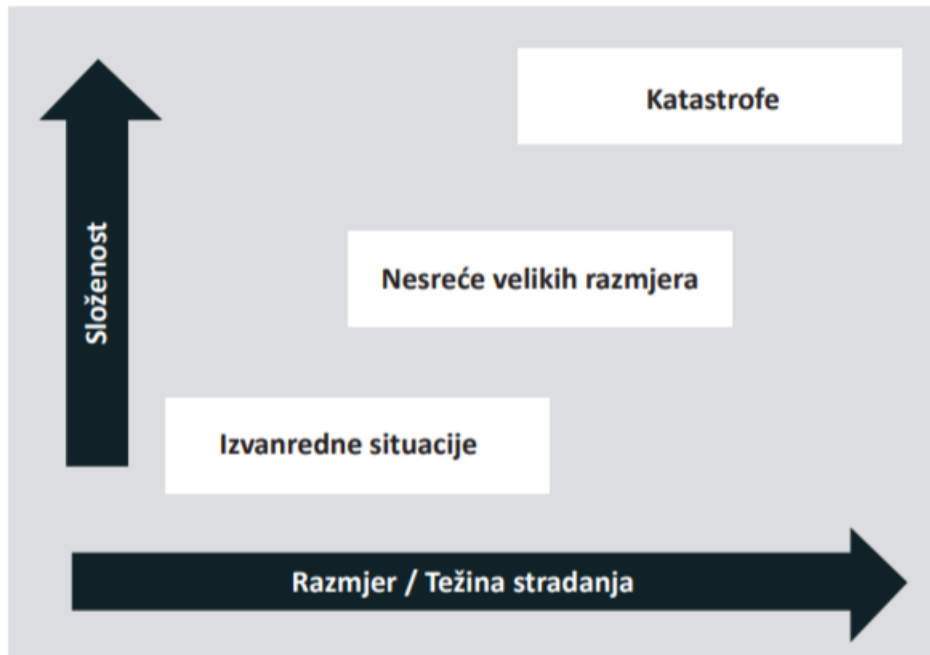 Katastrofe
Složenost
Nesreće velikih razmjera
Izvanredne situacije
Razmjer / Težina stradanja